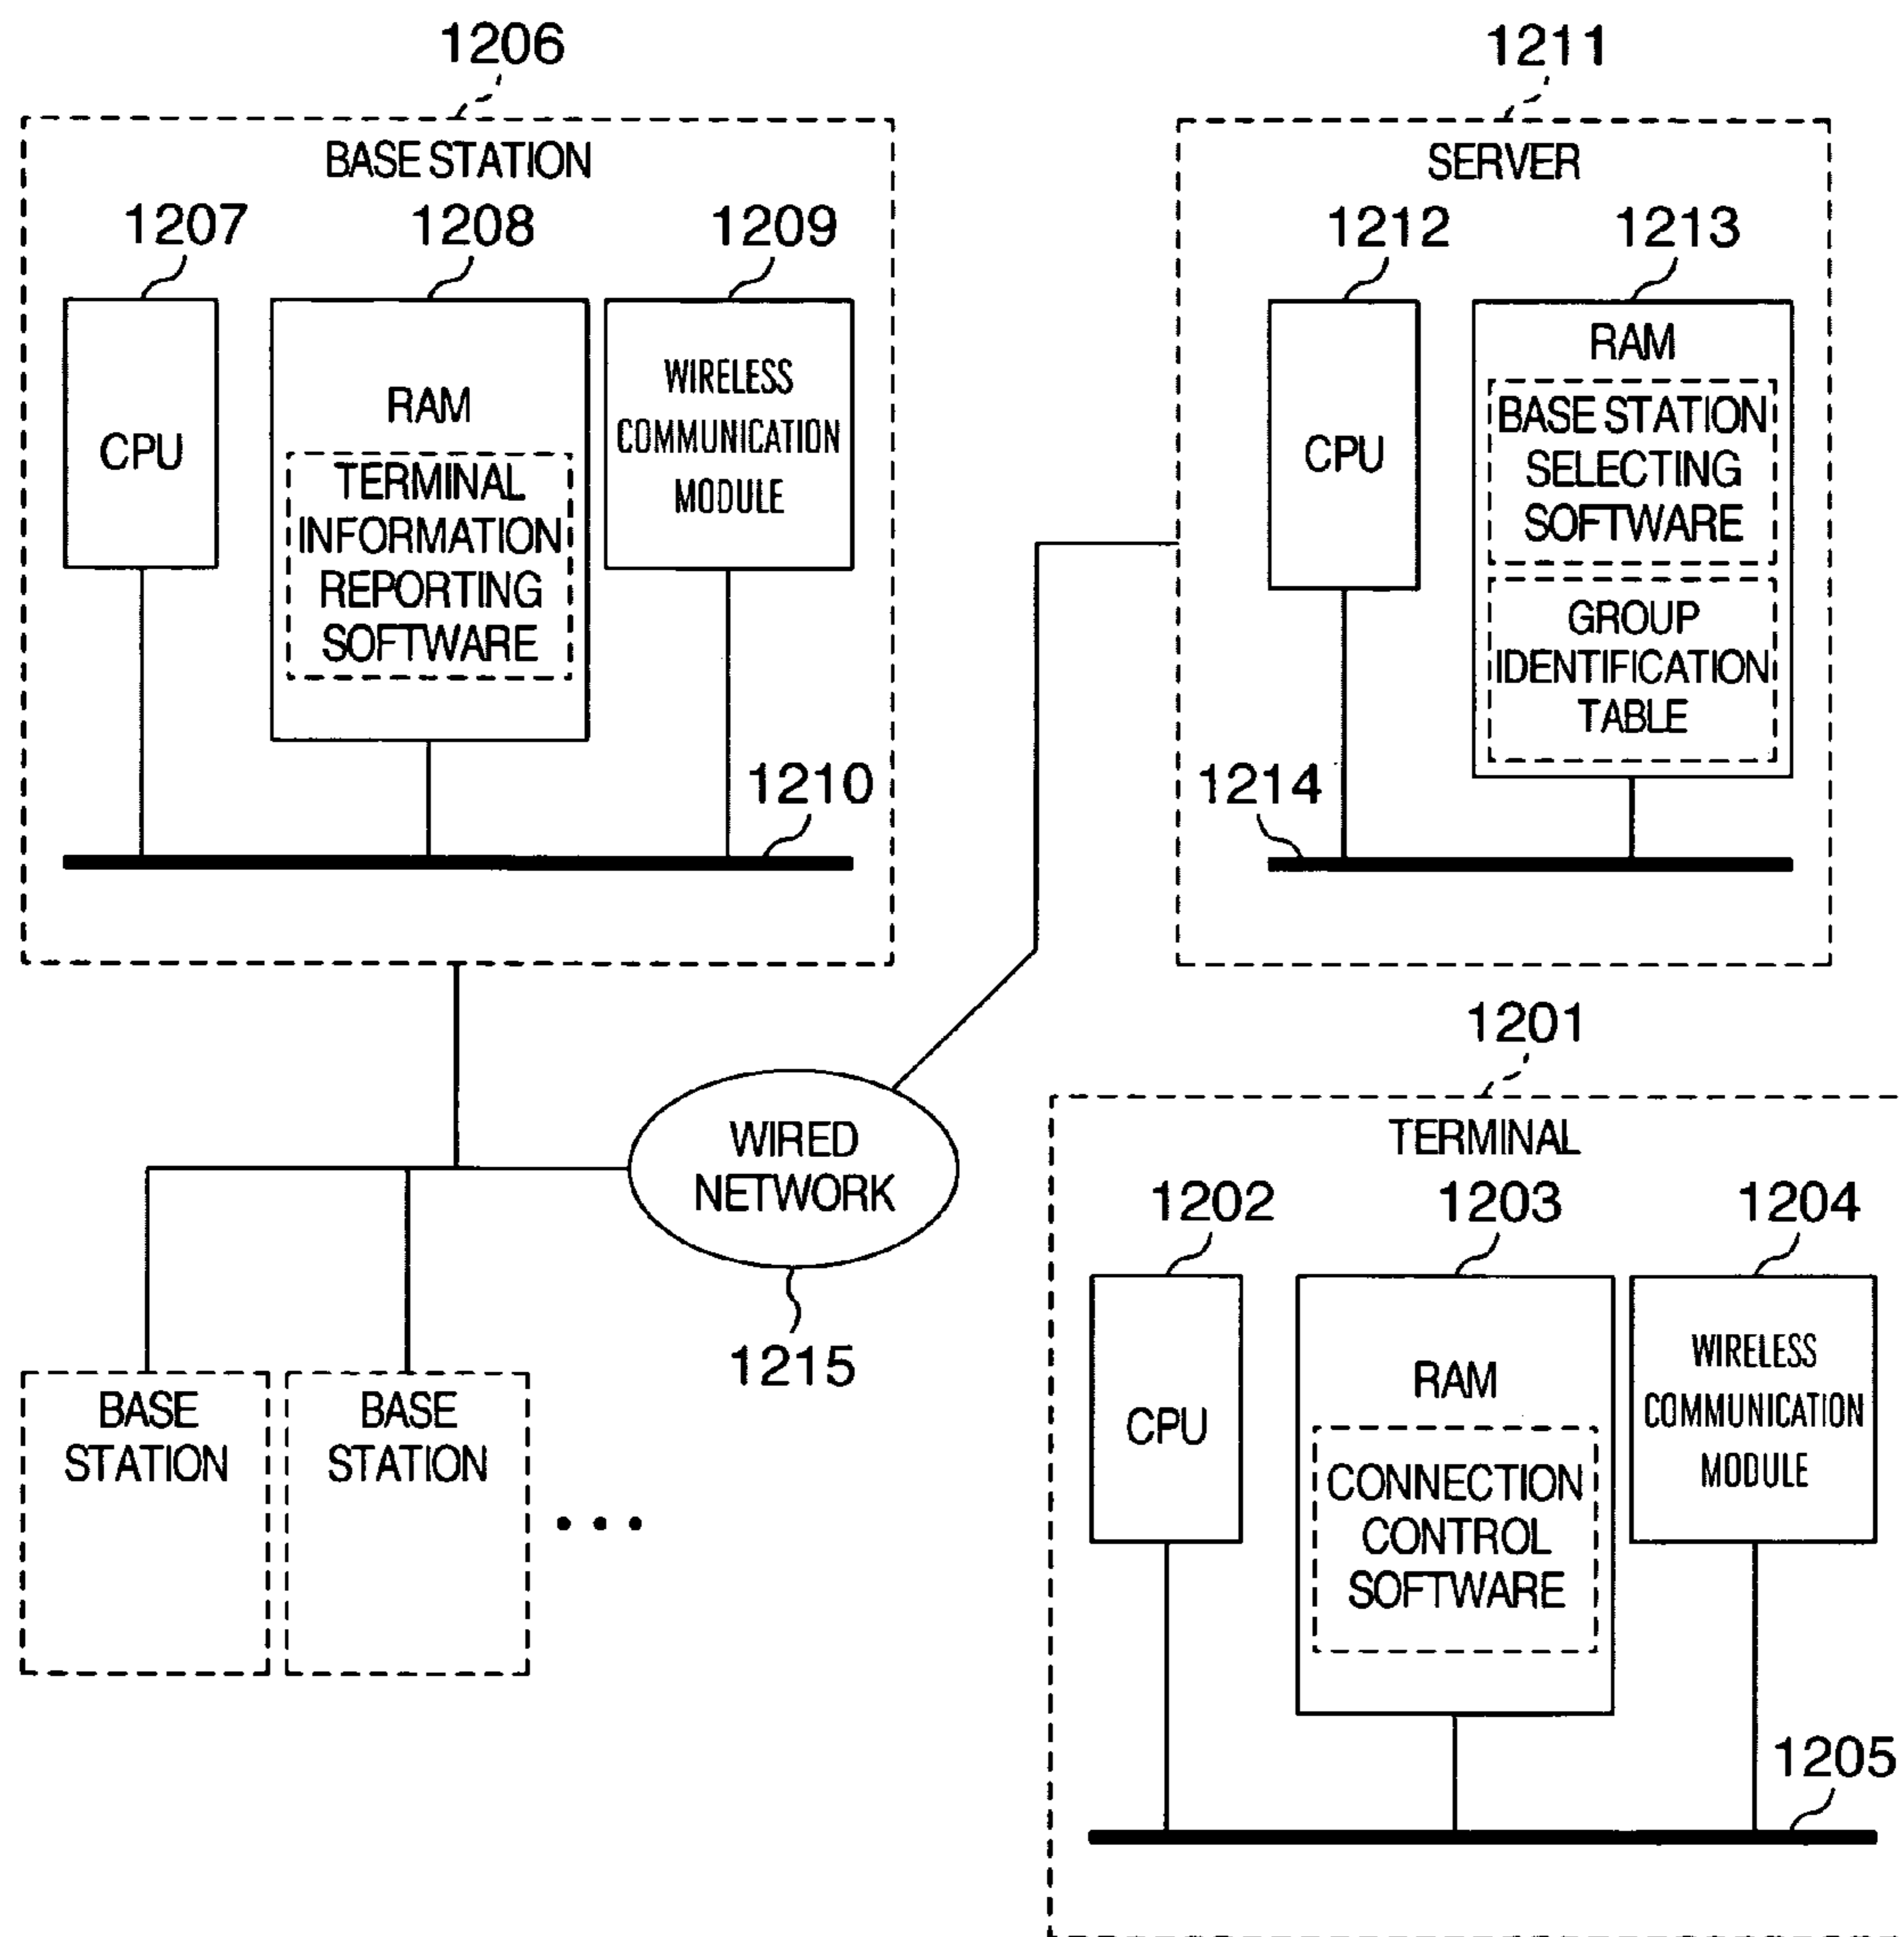 1206
BASE STATION
1207
1208
1209
CPU
RAM
TERMINAL
INFORMATION
REPORTING
SOFTWARE
WIRELESS
COMMUNICATION
MODULE
1210
1211
SERVER
1212
1213
CPU
RAM
BASE STATION
SELECTING
SOFTWARE
GROUP
IDENTIFICATION
TABLE
1214
WIRED
NETWORK
1215
BASE
STATION
BASE
STATION
• • •
1201
TERMINAL
1202
1203
1204
CPU
RAM
CONNECTION
CONTROL
SOFTWARE
WIRELESS
COMMUNICATION
MODULE
1205